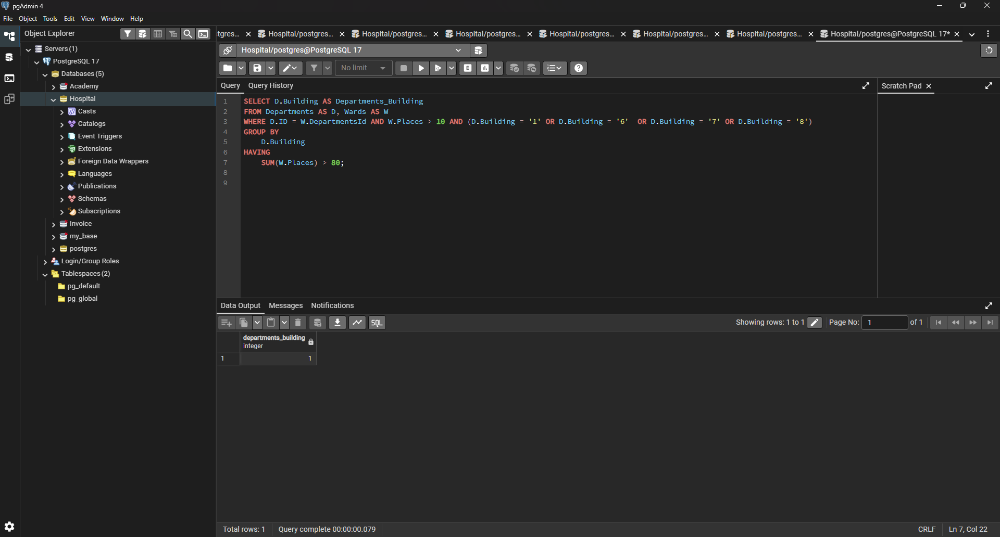 pgAdmin 4
File Object Tools Edit View Window Help
Object Explorer
Servers (1)
PostgreSQL 17
Databases (5)
Academy
Hospital
Casts
Catalogs
Event Triggers
Extensions
Foreign Data Wrappers
Languages
Publications
Schemas
Subscriptions
Invoice
my_base
postgres
Login/Group Roles
Tablespaces (2)
pg_default
pg_global
tgres... Hospital/postgres... Hospital/postgres... Hospital/postgres... Hospital/postgres... Hospital/postgres... Hospital/postgres... Hospital/postgres@PostgreSQL 17*
Hospital/postgres@PostgreSQL 17
No limit E
Query Query History
Scratch Pad
1 SELECT D.Building AS Departments_Building
2 FROM Departments AS D, Wards AS W
3 WHERE D.ID = W.DepartmentsId AND W.Places > 10 AND (D.Building = '1' OR D.Building = '6'  OR D.Building = '7' OR D.Building = '8')
4 GROUP BY
5 D.Building
6 HAVING
7 SUM(W.Places) > 80;
8
9
Data Output Messages Notifications
SQL
Showing rows: 1 to 1 Page No: 1 of 1
departments_building
integer
1 1
Total rows: 1 Query complete 00:00:00.079
CRLF Ln 7, Col 22